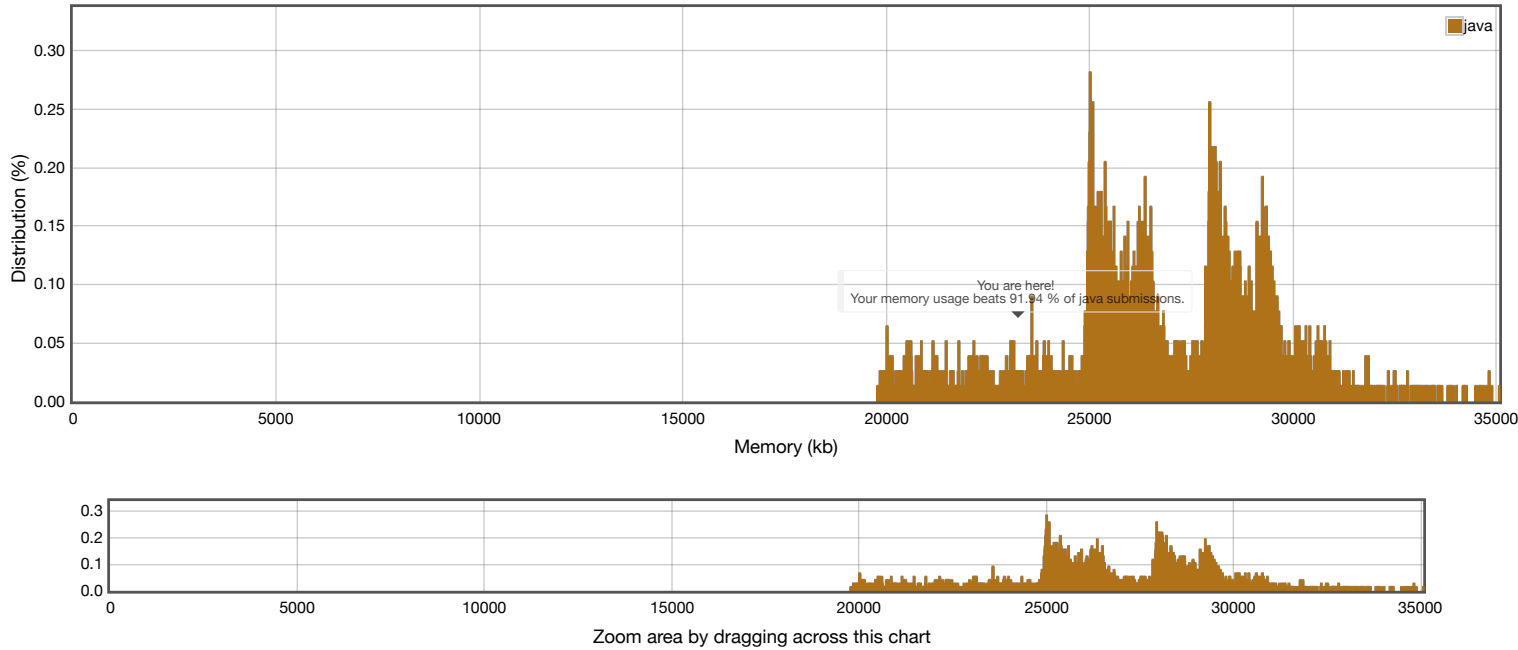 java
0.30
0.25
0.20
0.15
0.10
0.05
0.00
Distribution (%)
You are here!
Your memory usage beats 91.94 % of java submissions.
0 5000 10000 15000 20000 25000 30000 35000
Memory (kb)
0.3
0.2
0.1
0.0
0 5000 10000 15000 20000 25000 30000 35000
Zoom area by dragging across this chart